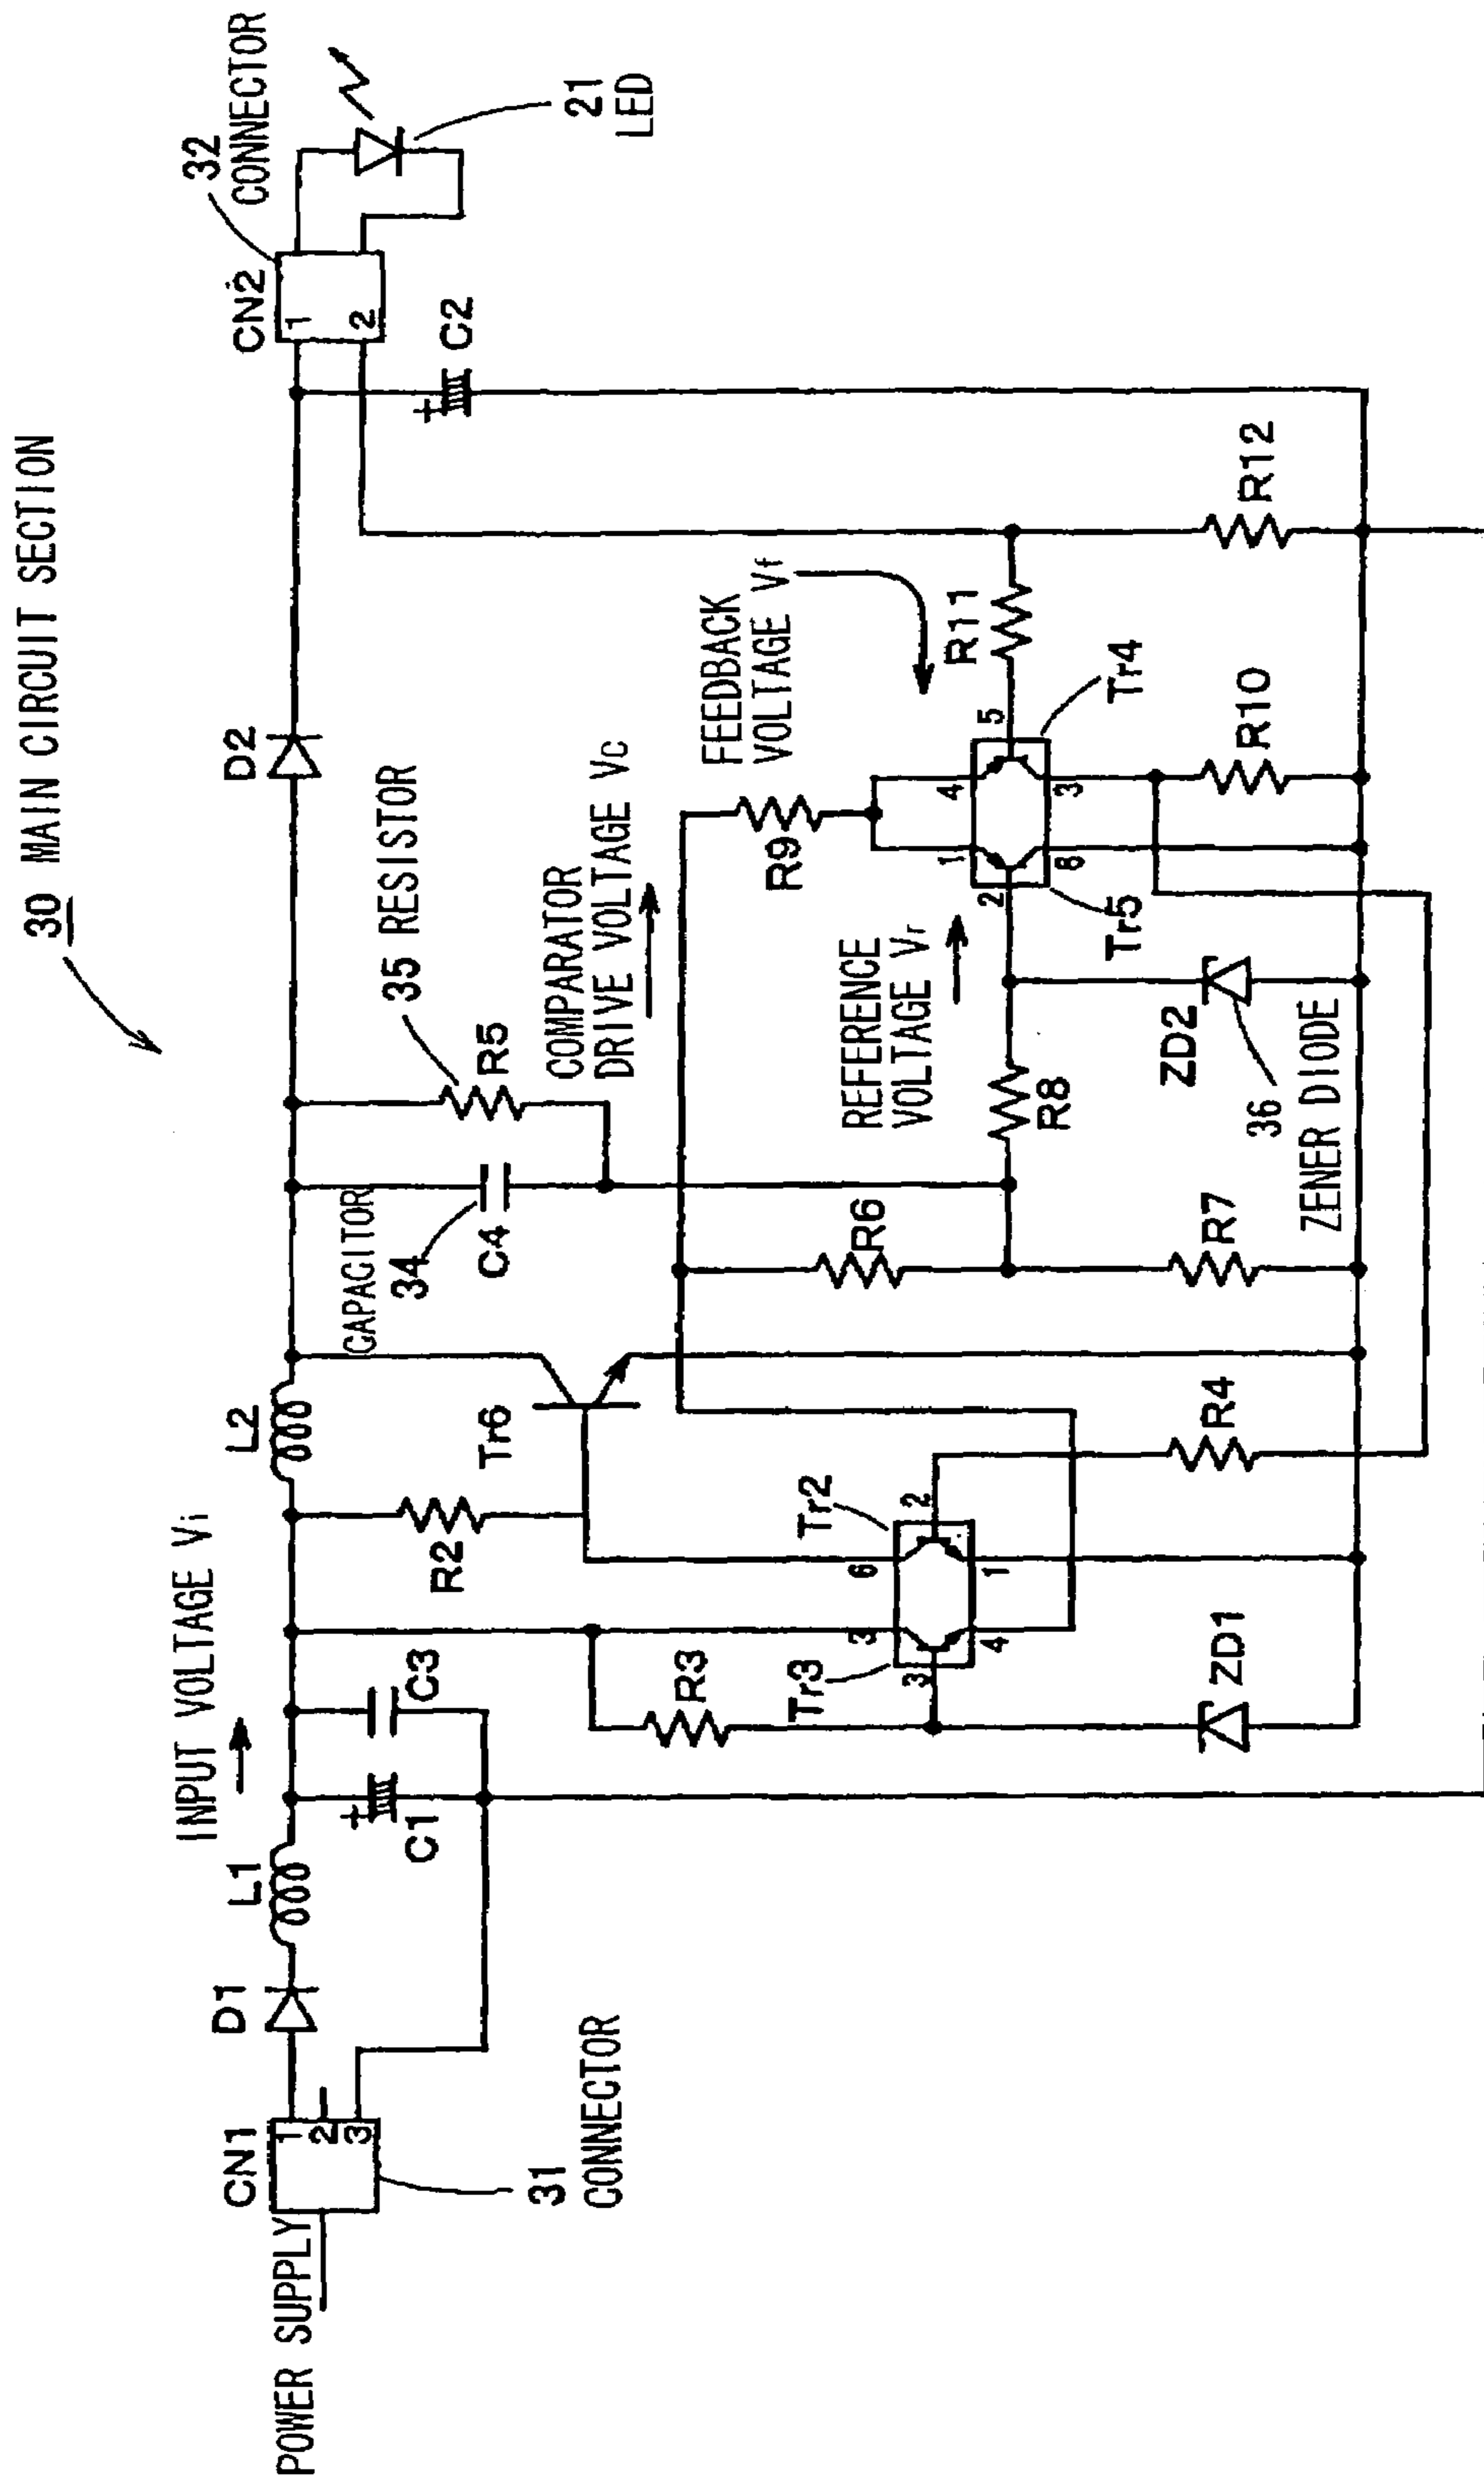 30 MAIN CIRCUIT SECTION
POWER SUPPLY
CN1
1
2
3
31
CONNECTOR
D1
L1
INPUT VOLTAGE Vi
+
C1
C3
R2
L2
Tr6
CAPACITOR
34
C4
R5
35 RESISTOR
D2
+
C2
CN2
1
2
32
CONNECTOR
21
LED
COMPARATOR
DRIVE VOLTAGE VC
FEEDBACK
VOLTAGE Vf
REFERENCE
VOLTAGE Vr
R3
Tr3
Tr2
3
6
3
2
4
1
ZD1
R4
R6
R7
R8
ZD2
36
ZENER DIODE
R9
1
4
2
5
8
3
Tr5
Tr4
R11
R10
R12